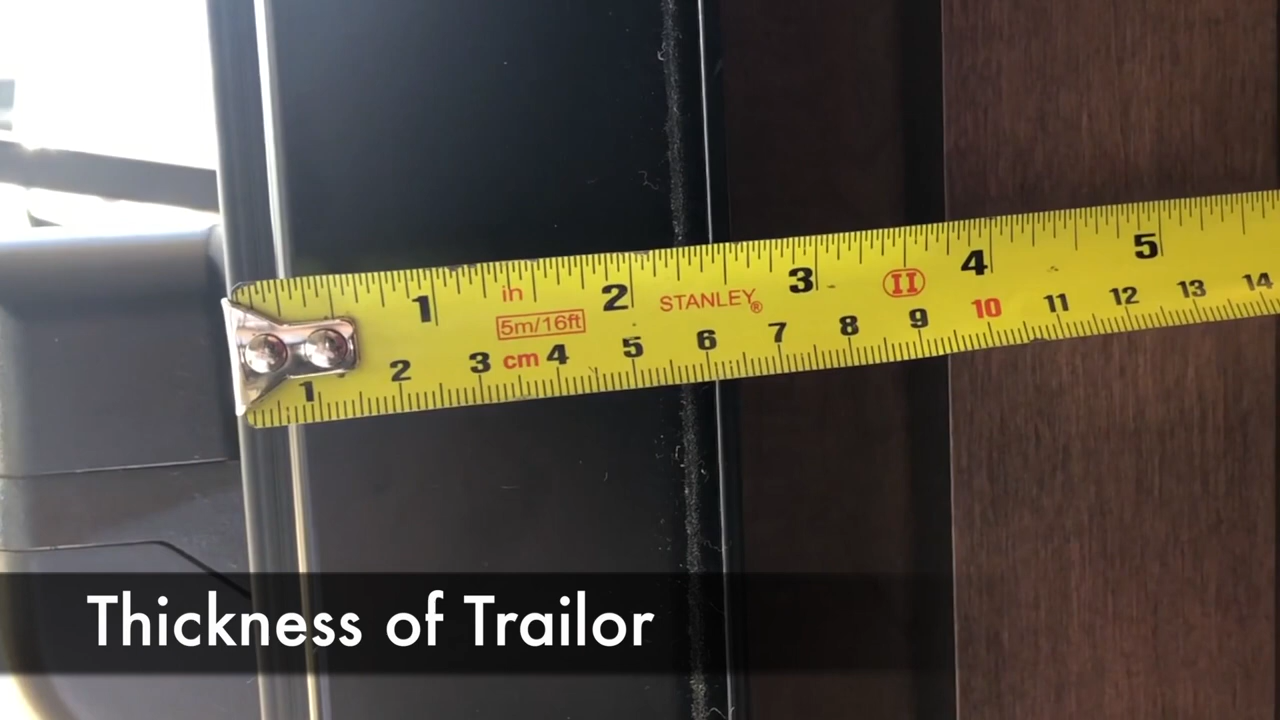 1 in 2 STANLEY® 3 II 4 5
5m/16ft
1 2 3 cm 4 5 6 7 8 9 10 11 12 13 14
Thickness of Trailor